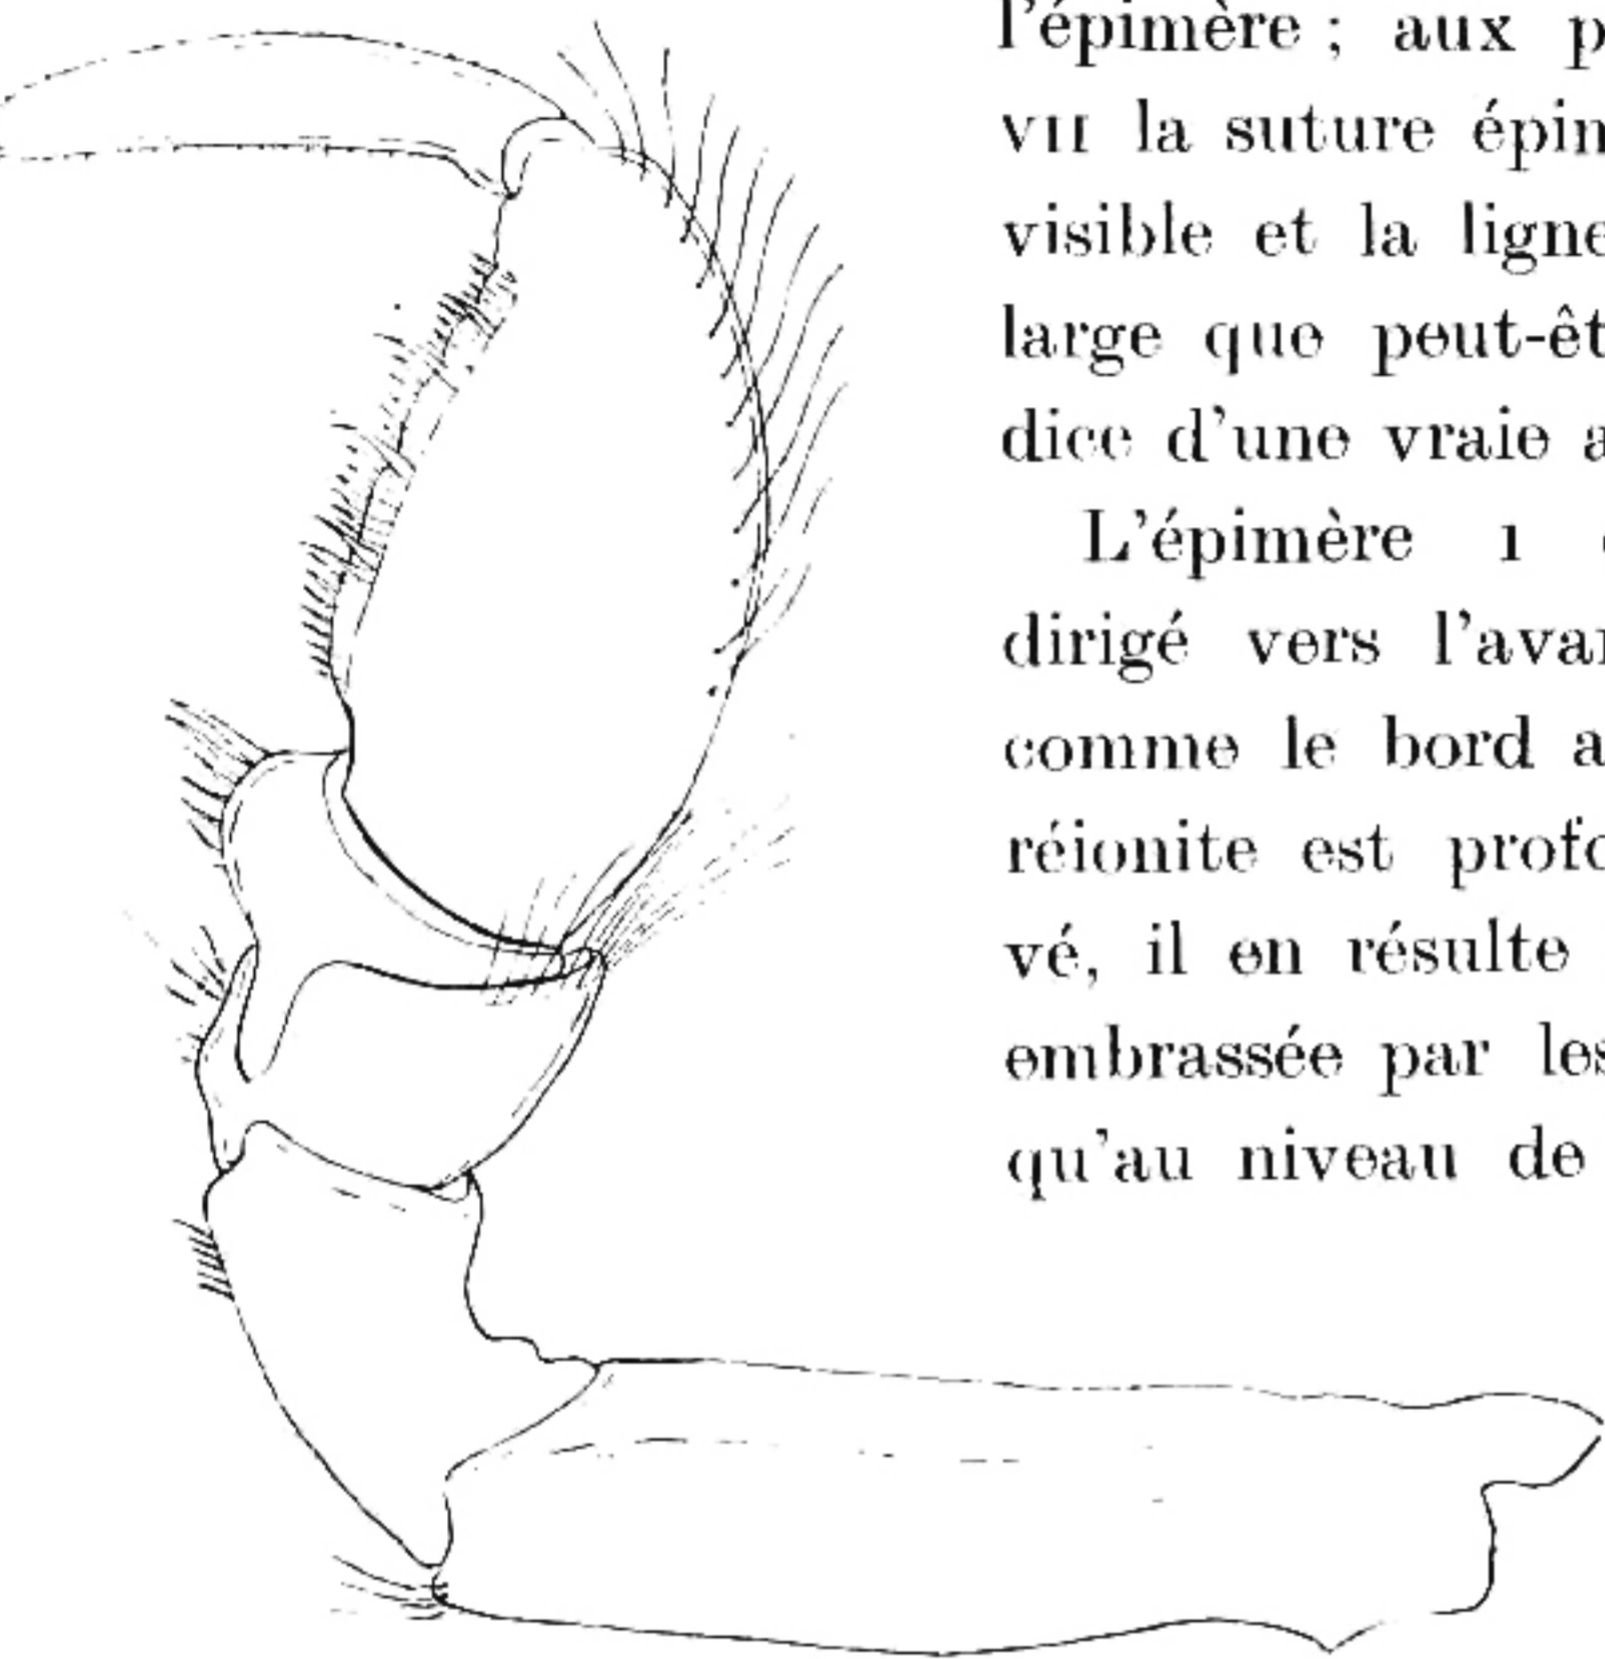 l'épimère ; aux p
VII la suture épim
visible et la ligne
large que peut-êt
dice d'une vraie a
L'épimère 1
dirigé vers l'avan
comme le bord a
réionite est profo
vé, il en résulte
embrassée par les
qu'au niveau de